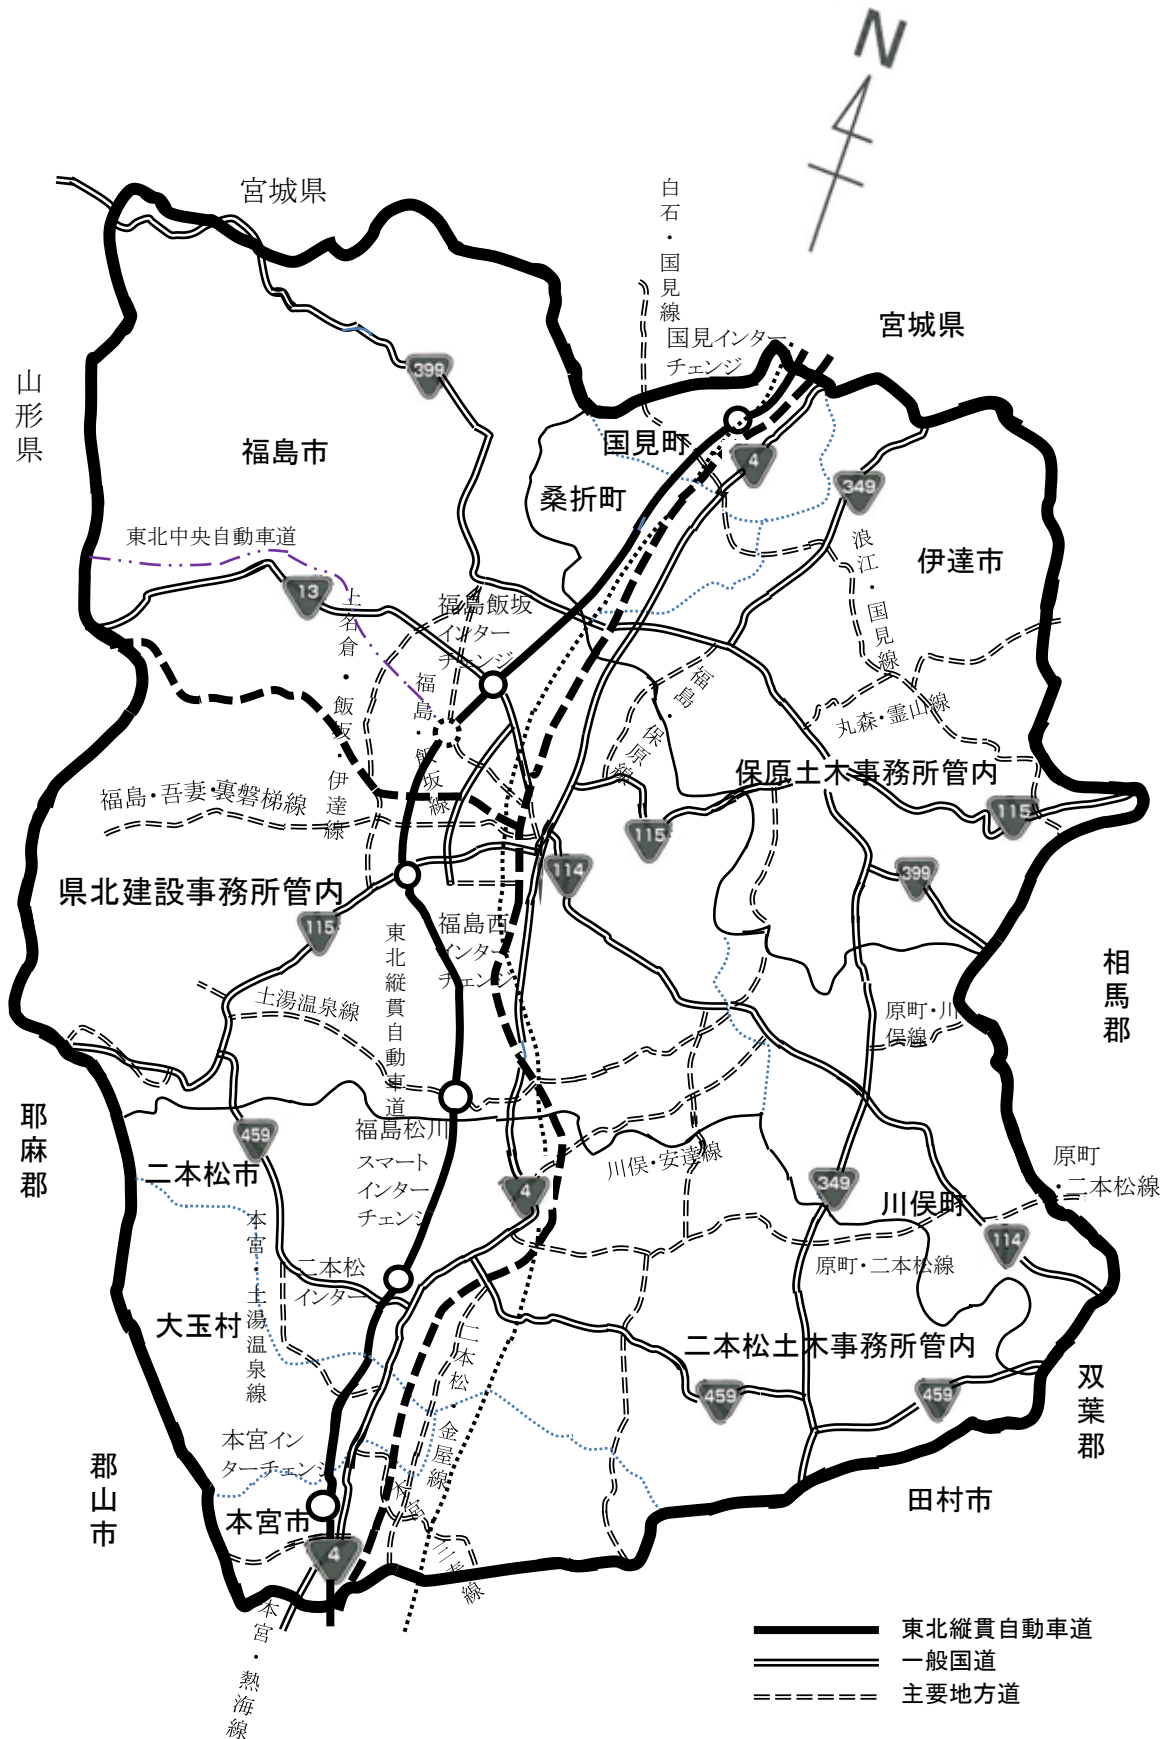 N
宮城県
白石・国見線
宮城県
国見インター
チェンジ
山形県
399
福島市
国見町
4
桑折町
349
東北中央自動車道
浪江・国見線
伊達市
13
上名倉・飯坂・伊達線
福島飯坂
インター
チェンジ
福島・飯坂線
福島・保原線
丸森・霊山線
保原土木事務所管内
福島・吾妻・裏磐梯線
115
115
114
399
県北建設事務所管内
115
福島西
インター
チェンジ
東北縦貫自動車道
相馬郡
土湯温泉線
原町・川
俣線
耶麻郡
459
福島松川
スマート
インター
チェンジ
二本松市
川俣・安達線
原町
・二本松線
4
349
川俣町
114
本宮・土湯温泉線
二本松
インター
原町・二本松線
大玉村
二本松・金屋線
二本松土木事務所管内
459
459
双葉郡
本宮イン
ターチェンジ
郡山市
本宮・三春線
田村市
本宮市
4
本宮・熱海線
東北縦貫自動車道
一般国道
主要地方道